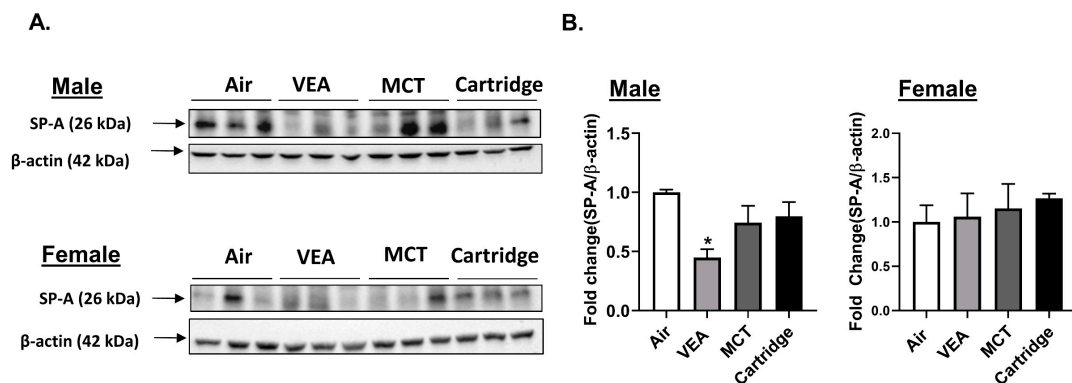 A.
Male
Air VEA MCT Cartridge
SP-A (26 kDa)
β-actin (42 kDa)
Female
Air VEA MCT Cartridge
SP-A (26 kDa)
β-actin (42 kDa)
B.
Male
Fold change(SP-A/β-actin)
1.5
1.0
0.5
0.0
*
Air
VEA
MCT
Cartridge
Female
Fold Change(SP-A/β-actin)
2.0
1.5
1.0
0.5
0.0
Air
VEA
MCT
Cartridge